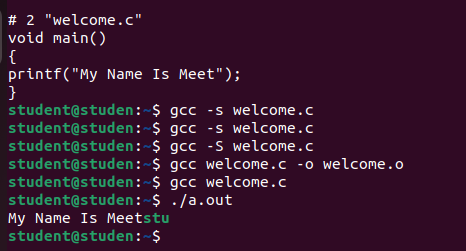 # 2 "welcome.c"
void main()
{
printf("My Name Is Meet");
}
student@studen:~$ gcc -s welcome.c
student@studen:~$ gcc -s welcome.c
student@studen:~$ gcc -S welcome.c
student@studen:~$ gcc welcome.c -o welcome.o
student@studen:~$ gcc welcome.c
student@studen:~$ ./a.out
My Name Is Meetstu
student@studen:~$